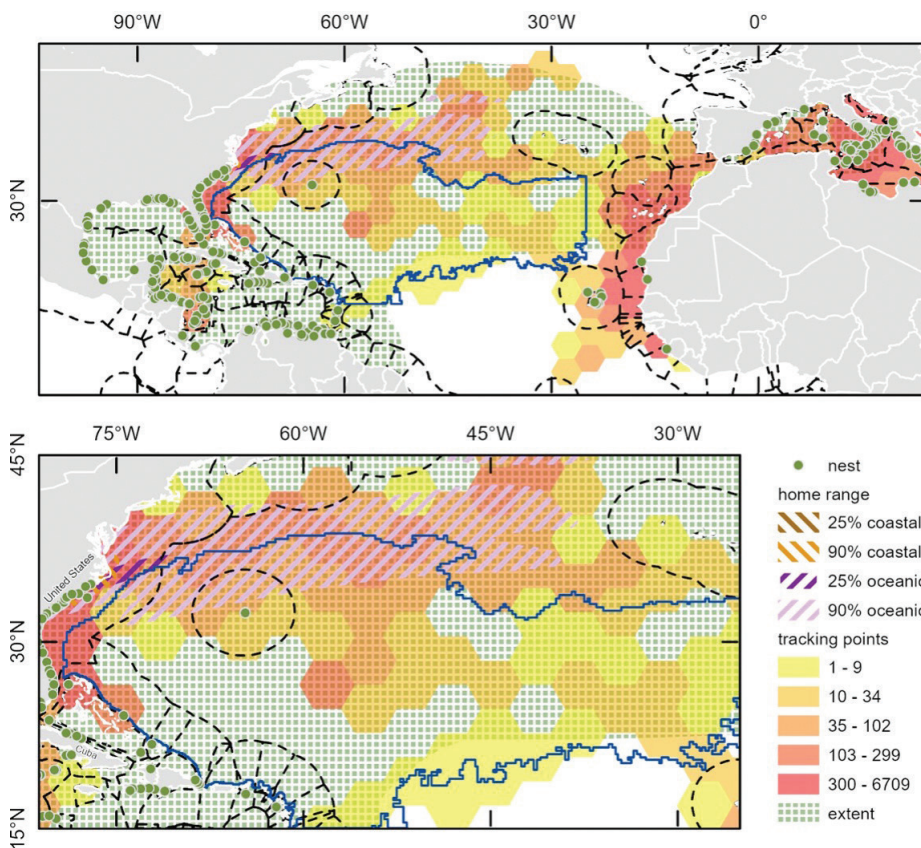 90°W 60°W 30°W 0°
30°N
75°W 60°W 45°W 30°W
45°N
30°N
15°N
United States
Cuba
nest
home range
25% coastal
90% coastal
25% oceanic
90% oceanic
tracking points
1 - 9
10 - 34
35 - 102
103 - 299
300 - 6709
extent